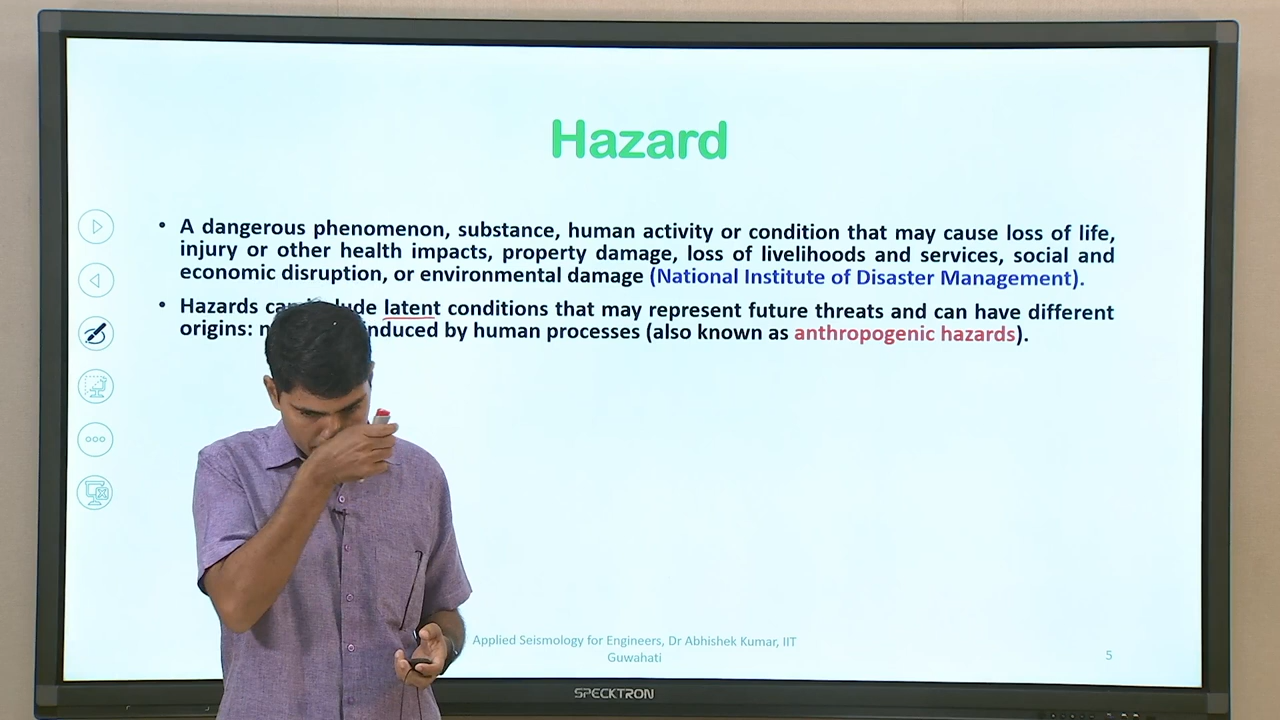 Hazard
• A dangerous phenomenon, substance, human activity or condition that may cause loss of life,
injury or other health impacts, property damage, loss of livelihoods and services, social and
economic disruption, or environmental damage (National Institute of Disaster Management).
• Hazards can latent conditions that may represent future threats and can have different
origins: induced by human processes (also known as anthropogenic hazards).
Applied Seismology for Engineers, Dr Abhishek Kumar, IIT
Guwahati
5
SPECKTRON